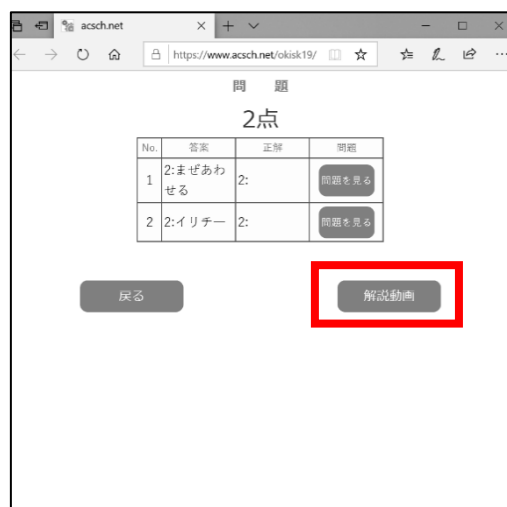 acsch.net
https://www.acsch.net/okisk19/
問 題
2点
No. 答案 正解 問題
1 2:まぜあわせる 2: 問題を見る
2 2:イリチー 2: 問題を見る
戻る 解説動画